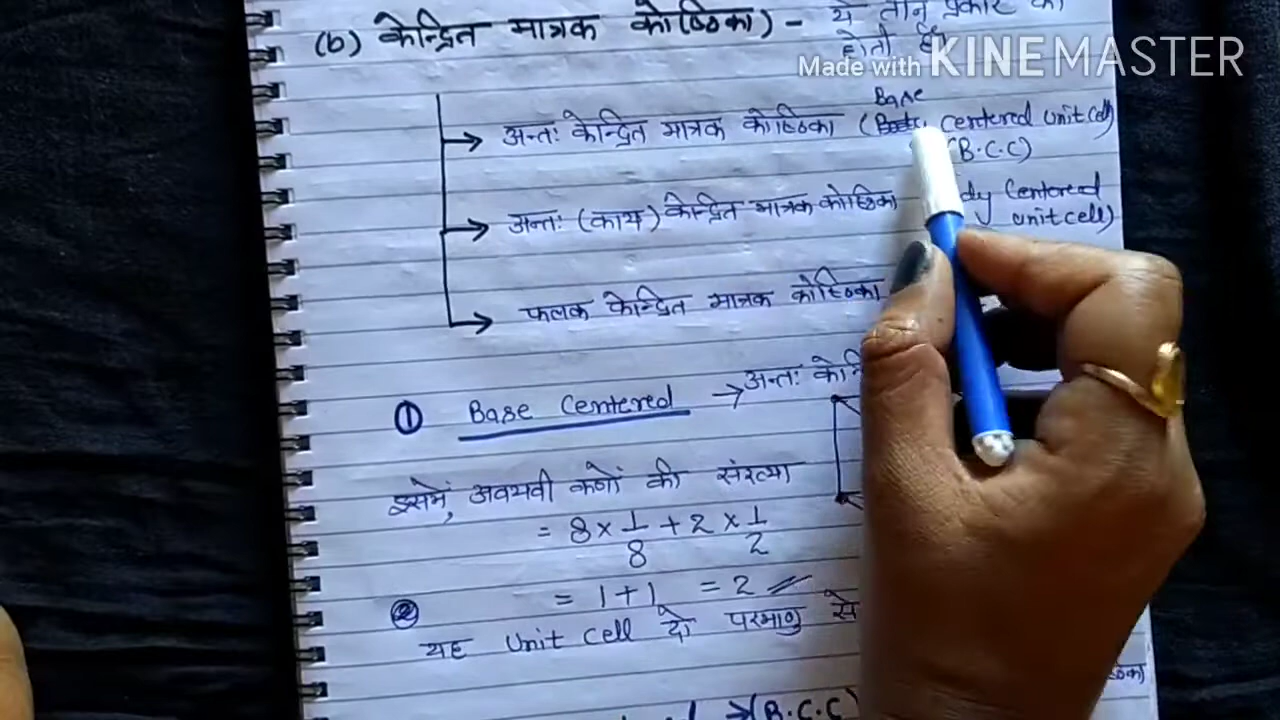 (b) केन्द्रित मात्रक कोष्ठिका) - ये तीन प्रकार की
होती है
Made with KINEMASTER
Base
अन्तः केन्द्रित मात्रक कोष्ठिका ( centered unit cell)
(B.C.C)
अन्तः (काय) केन्द्रित मात्रक कोष्ठिका dy centered
unit cell)
फलक केन्द्रित मात्रक कोष्ठिका
① Base Centered → अन्तः
इसमें, अवयवी कणों की संख्या
= 8 × 1/8 + 2 × 1/2
= 1 + 1 = 2
②
यह unit cell दो परमाणु से
→ (B.C.C)